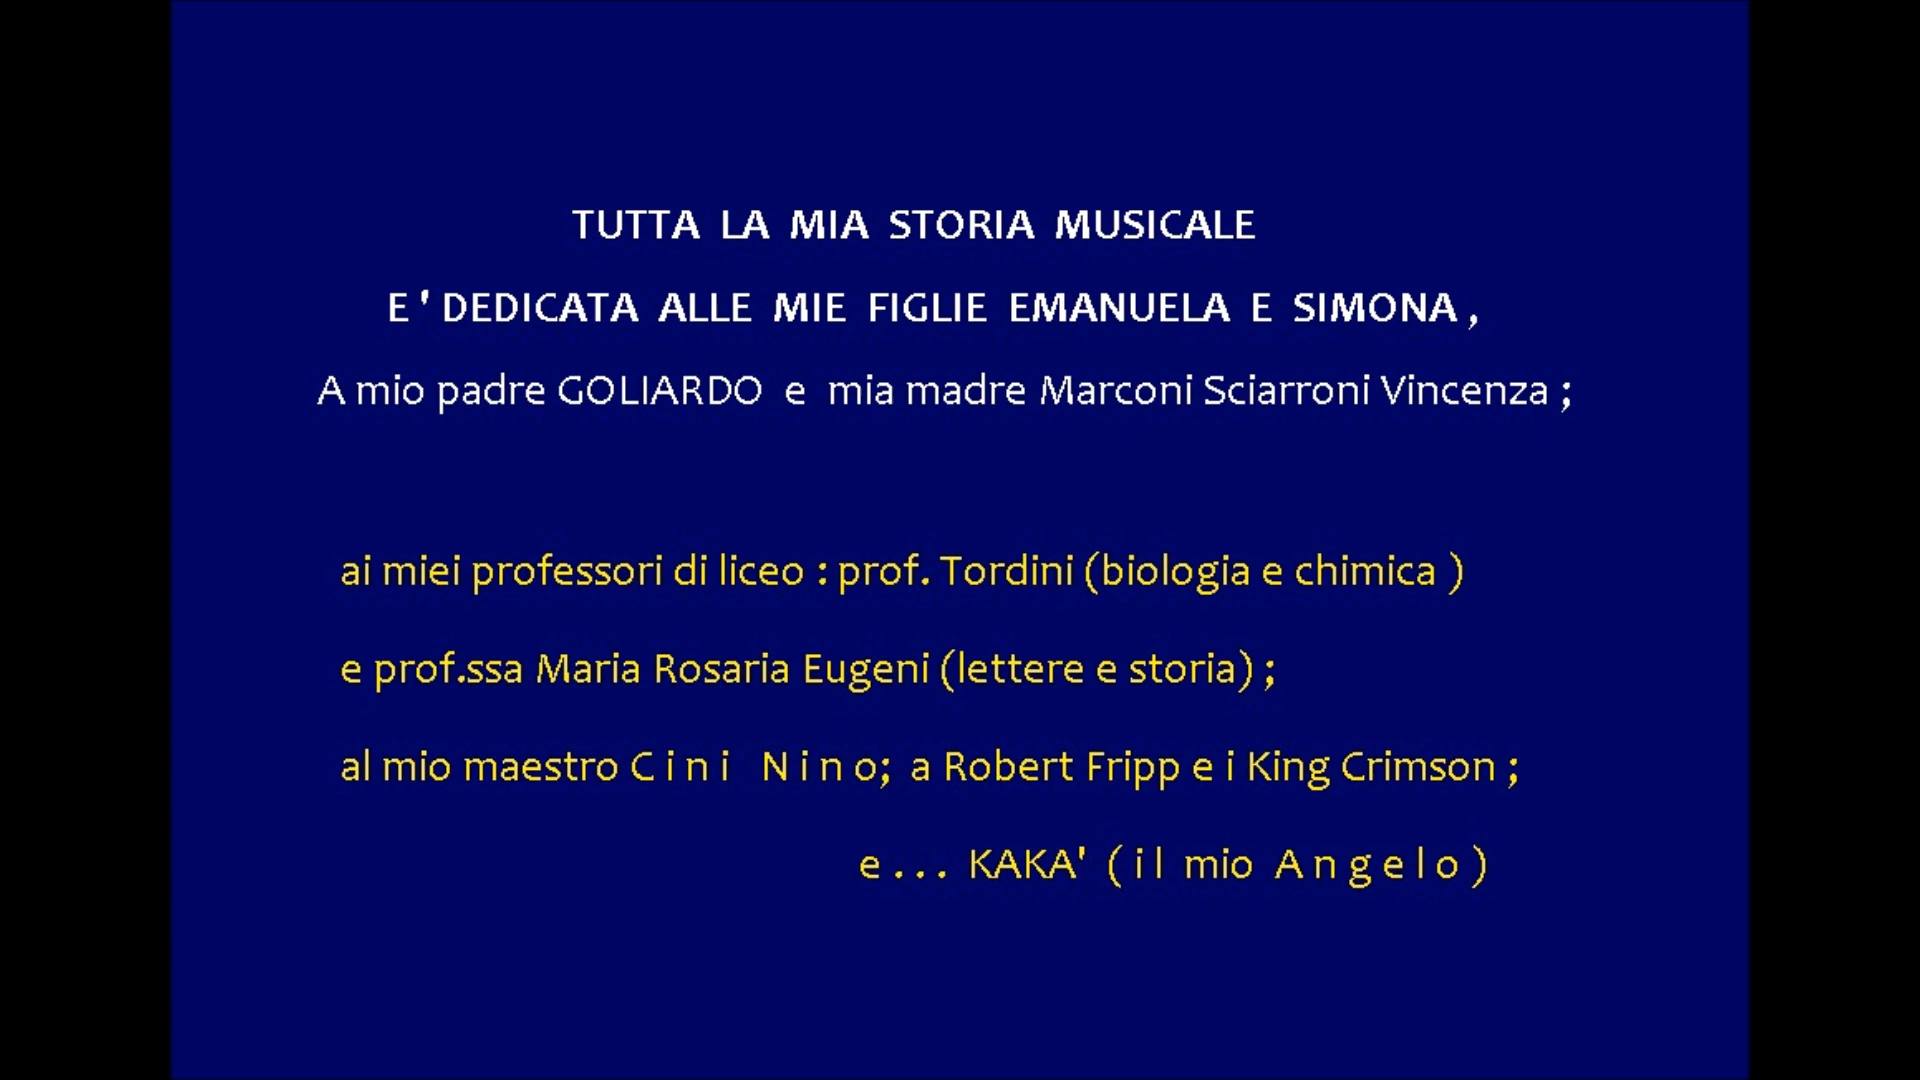 TUTTA LA MIA STORIA MUSICALE
E ' DEDICATA ALLE MIE FIGLIE EMANUELA E SIMONA ,
A mio padre GOLIARDO e mia madre Marconi Sciarroni Vincenza ;
ai miei professori di liceo : prof. Tordini (biologia e chimica )
e prof.ssa Maria Rosaria Eugeni (lettere e storia) ;
al mio maestro C i n i N i n o; a Robert Fripp e i King Crimson ;
e . . . KAKA' ( i l mio A n g e l o )